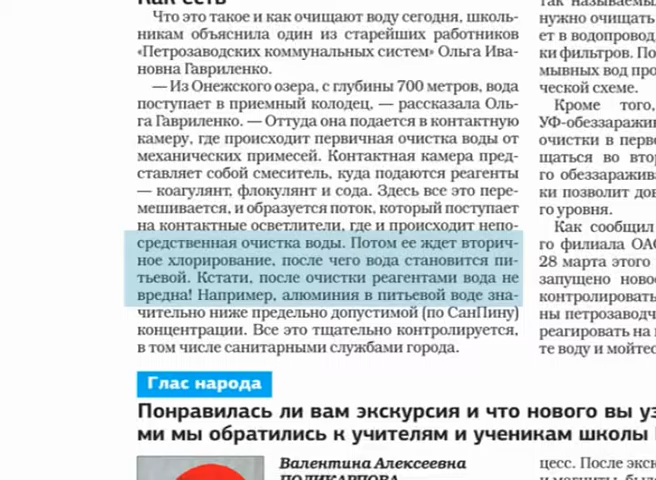 Как есть
Что это такое и как очищают воду сегодня, школь-
никам объяснила один из старейших работников
«Петрозаводских коммунальных систем» Ольга Ива-
новна Гавриленко.
— Из Онежского озера, с глубины 700 метров, вода
поступает в приемный колодец, — рассказала Оль-
га Гавриленко. — Оттуда она подается в контактную
камеру, где происходит первичная очистка воды от
механических примесей. Контактная камера пред-
ставляет собой смеситель, куда подаются реагенты
— коагулянт, флокулянт и сода. Здесь все это пере-
мешивается, и образуется поток, который поступает
на контактные осветлители, где и происходит непо-
средственная очистка воды. Потом ее ждет вторич-
ное хлорирование, после чего вода становится пи-
тьевой. Кстати, после очистки реагентами вода не
вредна! Например, алюминия в питьевой воде зна-
чительно ниже предельно допустимой (по СанПину)
концентрации. Все это тщательно контролируется,
в том числе санитарными службами города.
так называемы
нужно очищать
ет в водопровод
ки фильтров. По
мывных вод про
ческой схеме.
Кроме того,
УФ-обеззаражи
очистки в перв
щаться во втор
го обеззаражива
ки позволит дов
го уровня.
Как сообщил
го филиала ОАО
28 марта этого
запущено новое
контролировать
ны петрозаводч
реагировать на
те воду и мойтес
Глас народа
Понравилась ли вам экскурсия и что нового вы уз
ми мы обратились к учителям и ученикам школы
Валентина Алексеевна
ПОЛИКАРПОВА
цесс. После экск